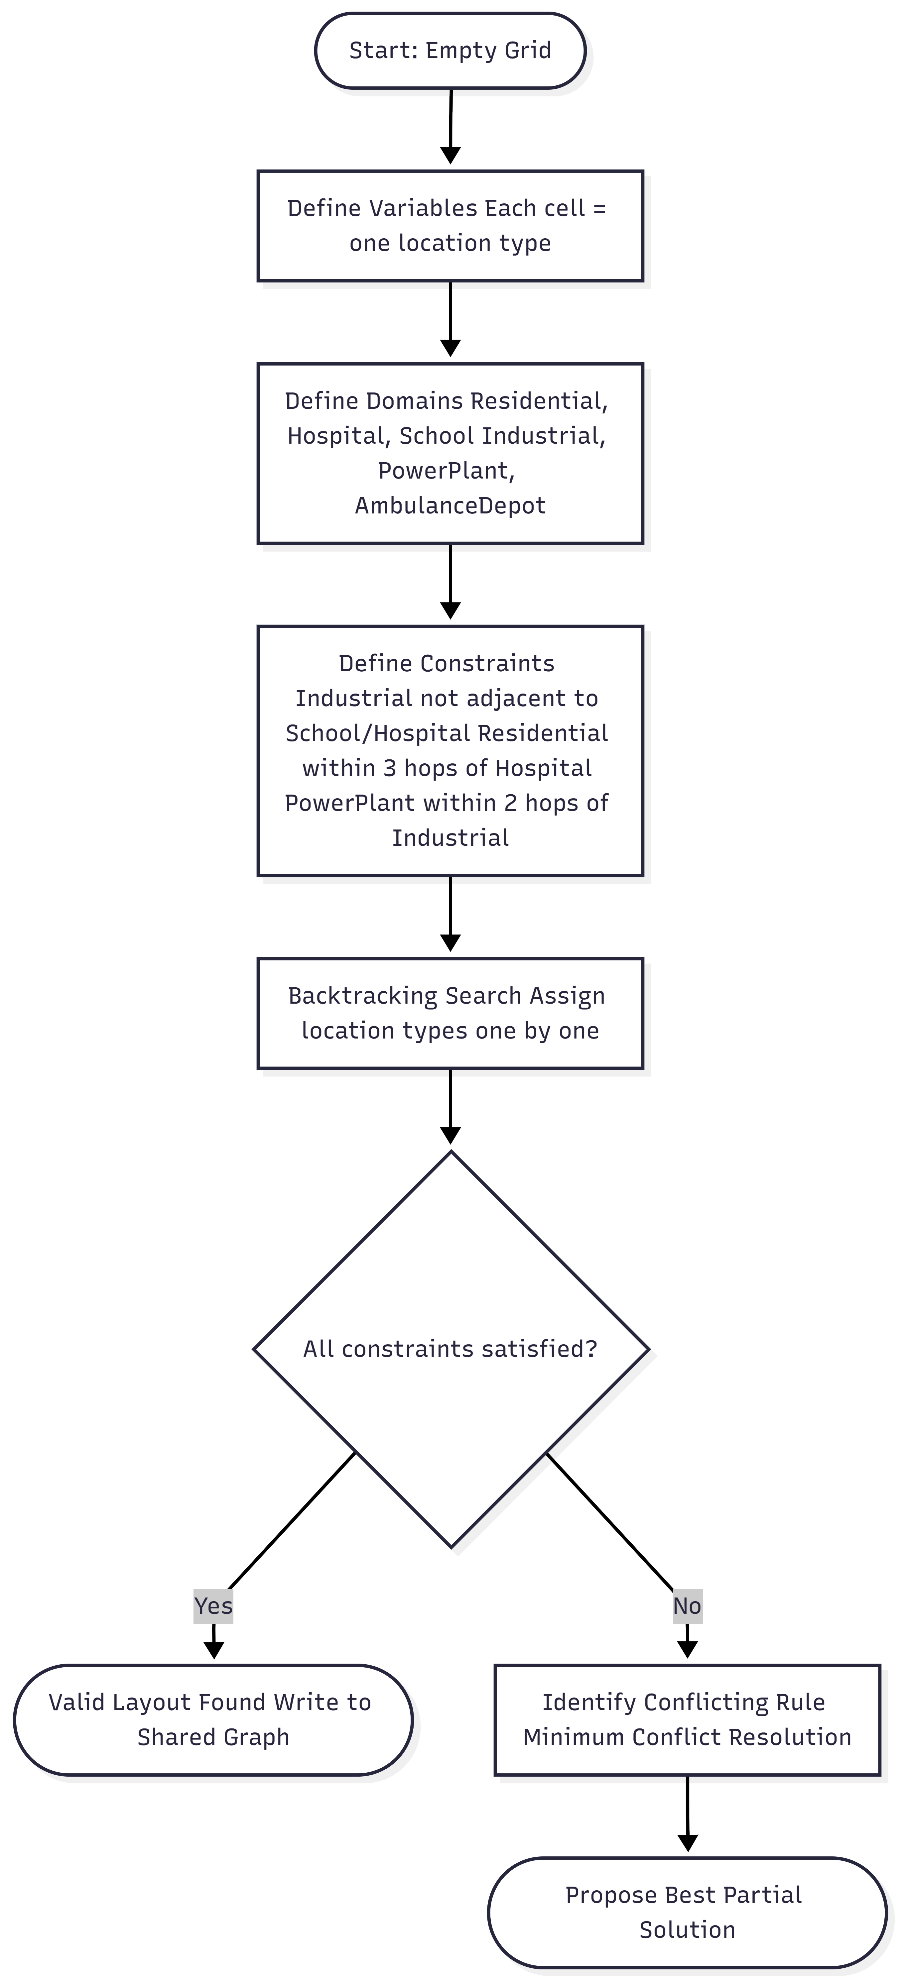 Start: Empty Grid
Define Variables Each cell =
one location type
Define Domains Residential,
Hospital, School Industrial,
PowerPlant,
AmbulanceDepot
Define Constraints
Industrial not adjacent to
School/Hospital Residential
within 3 hops of Hospital
PowerPlant within 2 hops of
Industrial
Backtracking Search Assign
location types one by one
All constraints satisfied?
Yes
No
Valid Layout Found Write to
Shared Graph
Identify Conflicting Rule
Minimum Conflict Resolution
Propose Best Partial
Solution